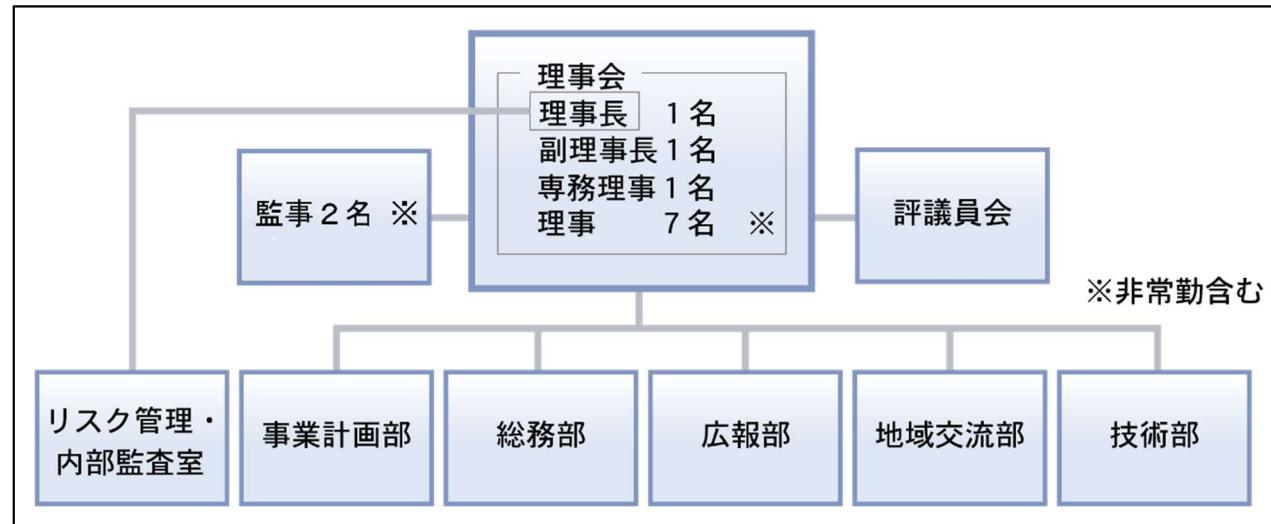 理事会
理事長 1名
副理事長1名
専務理事1名
理事 7名 ※
監事2名 ※
評議員会
※非常勤含む
リスク管理・
内部監査室
事業計画部
総務部
広報部
地域交流部
技術部